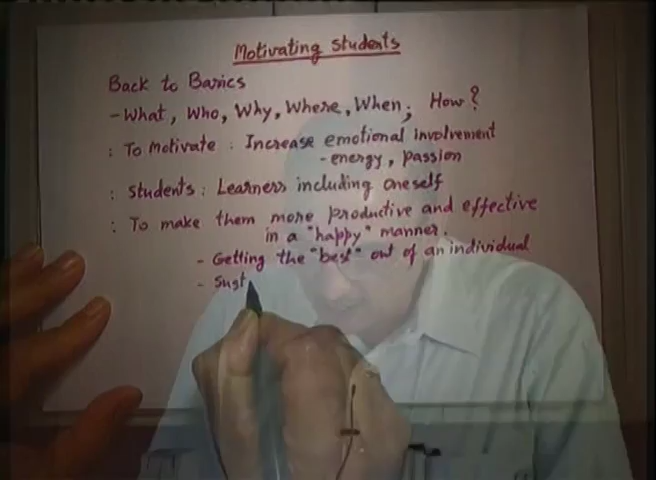 Motivating Students
Back to Basics
- What, Who, Why, Where, When; How?
: To Motivate : Increase emotional involvement
- energy, passion
: Students : Learners including oneself
: To make them more productive and effective
in a "happy" manner.
- Getting the "best" out of an individual
- Sust